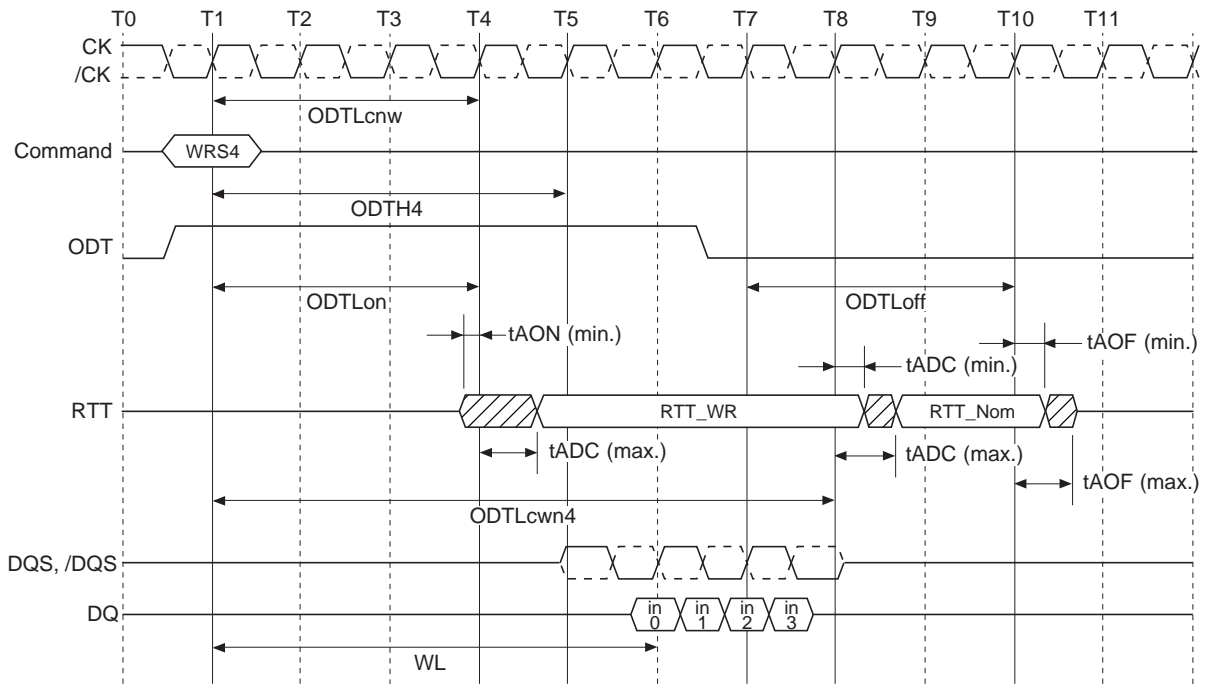 T0 T1 T2 T3 T4 T5 T6 T7 T8 T9 T10 T11
CK
/CK
ODTLcnw
Command
WRS4
ODTH4
ODT
ODTLon
ODTLoff
tAON (min.)
tAOF (min.)
tADC (min.)
RTT
RTT_WR
RTT_Nom
tADC (max.)
tADC (max.)
tAOF (max.)
ODTLcwn4
DQS, /DQS
DQ
in 0
in 1
in 2
in 3
WL